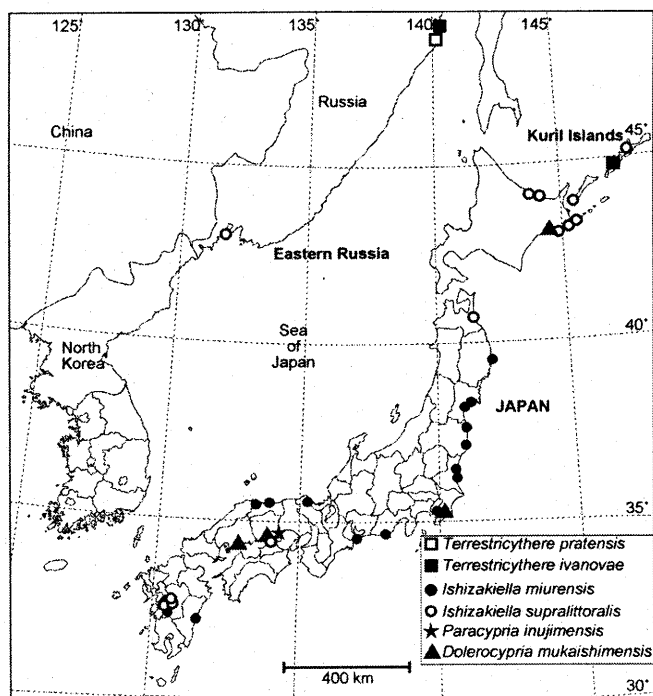 125° 130° 135° 140° 145°
Russia
China
Kuril Islands
45°
Eastern Russia
Sea
of
Japan
40°
North
Korea
JAPAN
35°
Terrestricythere pratensis
Terrestricythere ivanovae
Ishizakiella miurensis
Ishizakiella supralittoralis
Paracypria inujimensis
Dolerocypria mukaishimensis
400 km
30°